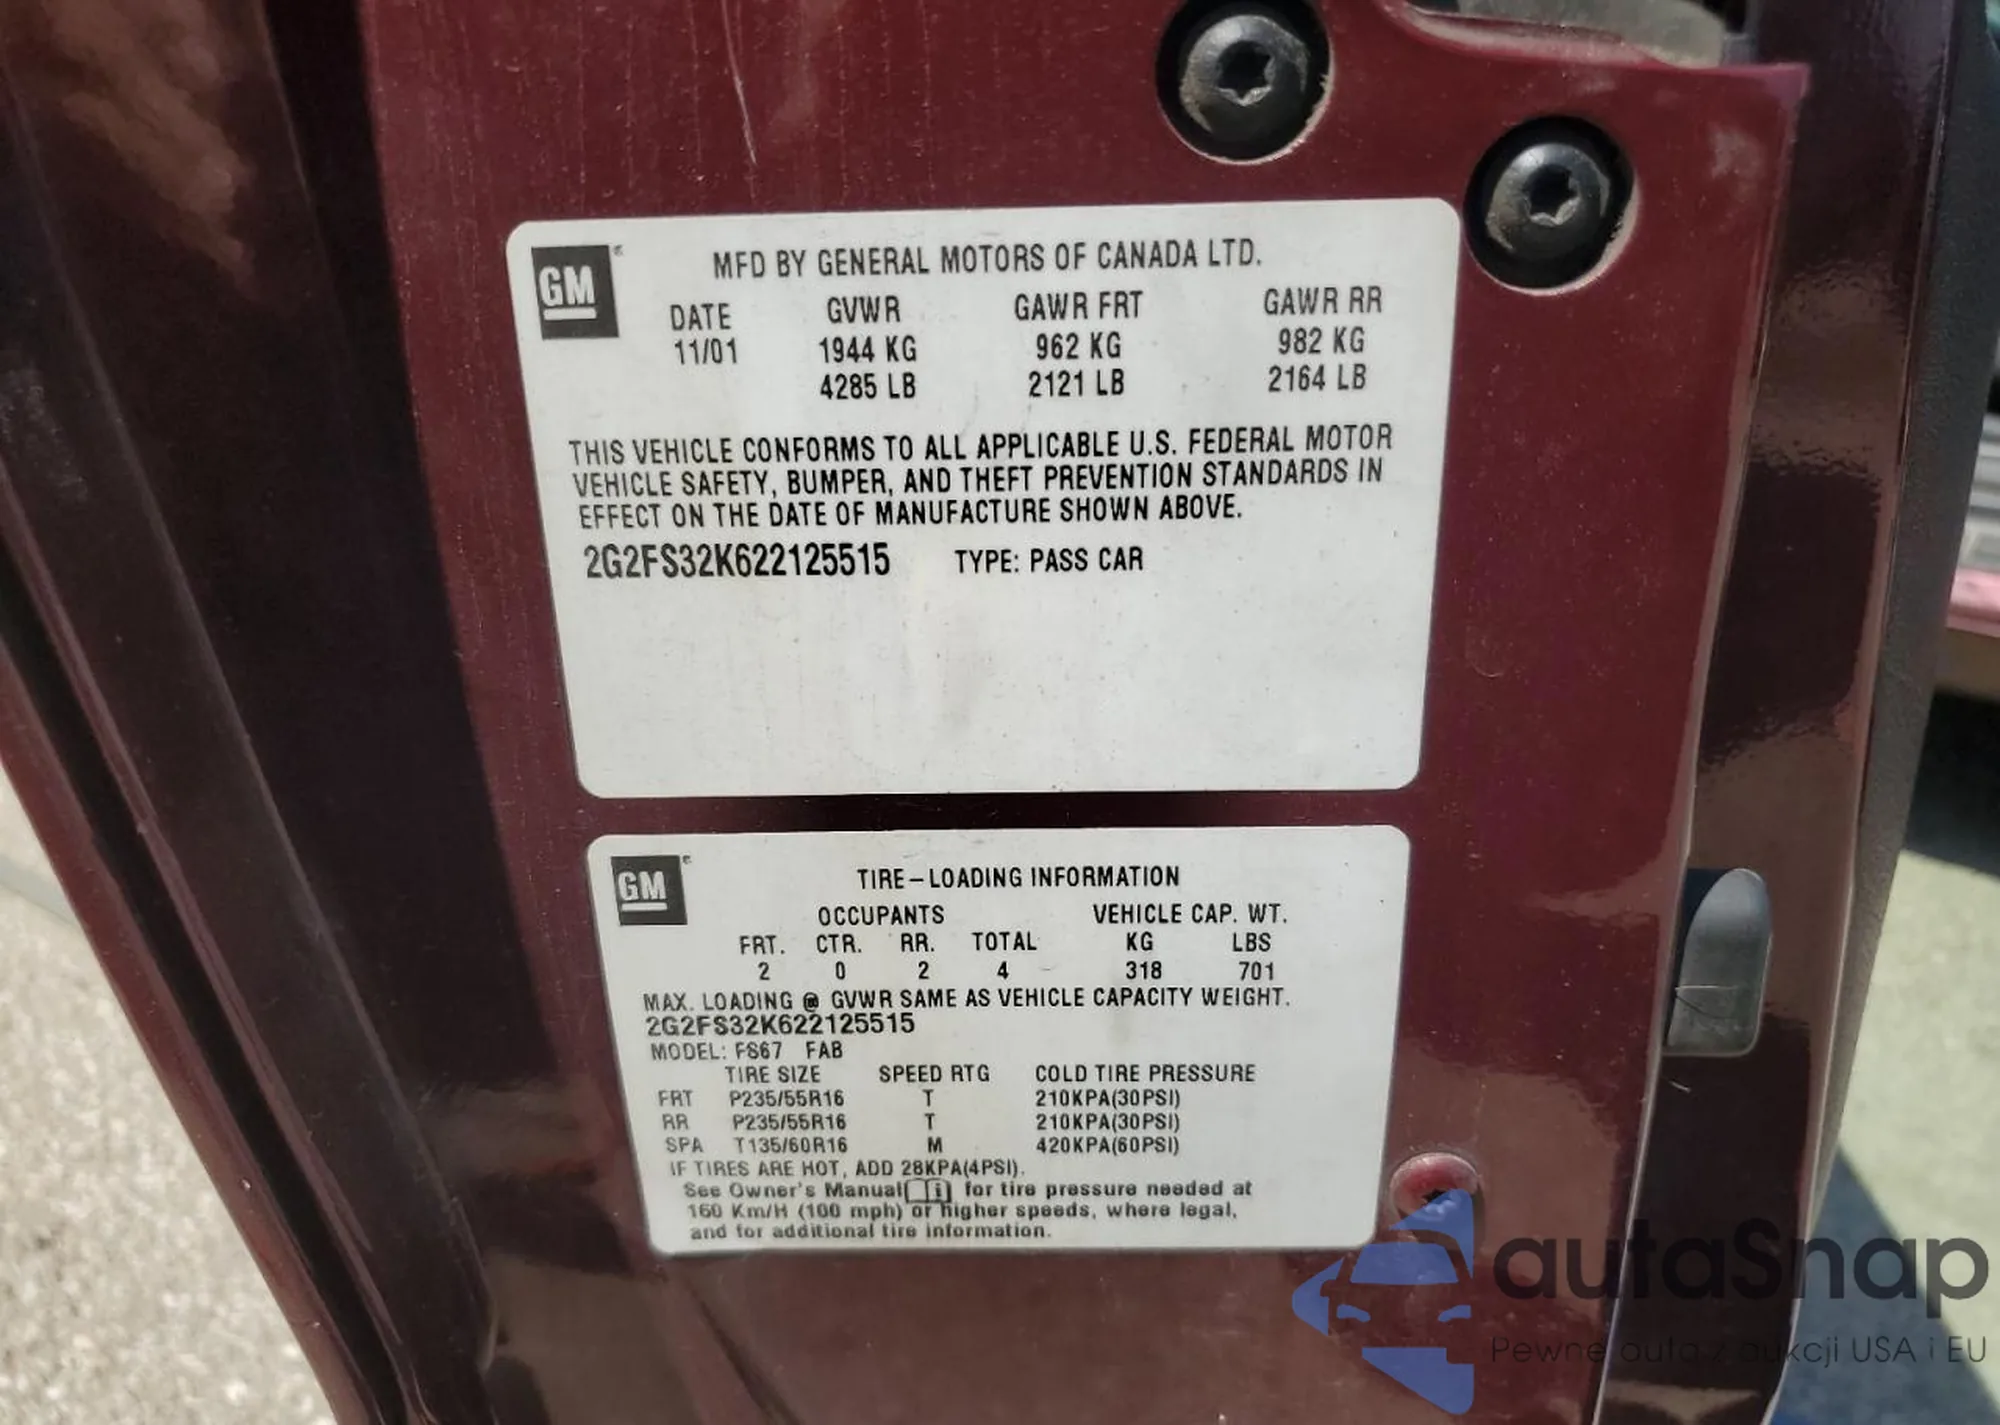 GM®
MFD BY GENERAL MOTORS OF CANADA LTD.
DATE GVWR GAWR FRT GAWR RR
11/01 1944 KG 962 KG 982 KG
4285 LB 2121 LB 2164 LB
THIS VEHICLE CONFORMS TO ALL APPLICABLE U.S. FEDERAL MOTOR
VEHICLE SAFETY, BUMPER, AND THEFT PREVENTION STANDARDS IN
EFFECT ON THE DATE OF MANUFACTURE SHOWN ABOVE.
2G2FS32K622125515 TYPE: PASS CAR
GM®
TIRE-LOADING INFORMATION
OCCUPANTS VEHICLE CAP. WT.
FRT. CTR. RR. TOTAL KG LBS
2 0 2 4 318 701
MAX. LOADING @ GVWR SAME AS VEHICLE CAPACITY WEIGHT.
2G2FS32K622125515
MODEL: FS67 FAB
TIRE SIZE SPEED RTG COLD TIRE PRESSURE
FRT P235/55R16 T 210KPA(30PSI)
RR P235/55R16 T 210KPA(30PSI)
SPA T135/60R16 M 420KPA(60PSI)
IF TIRES ARE HOT, ADD 28KPA(4PSI).
See Owner's Manual for tire pressure needed at
160 Km/H (100 mph) or higher speeds, where legal,
and for additional tire information.
autaSnap
Pewne auta z aukcji USA i EU